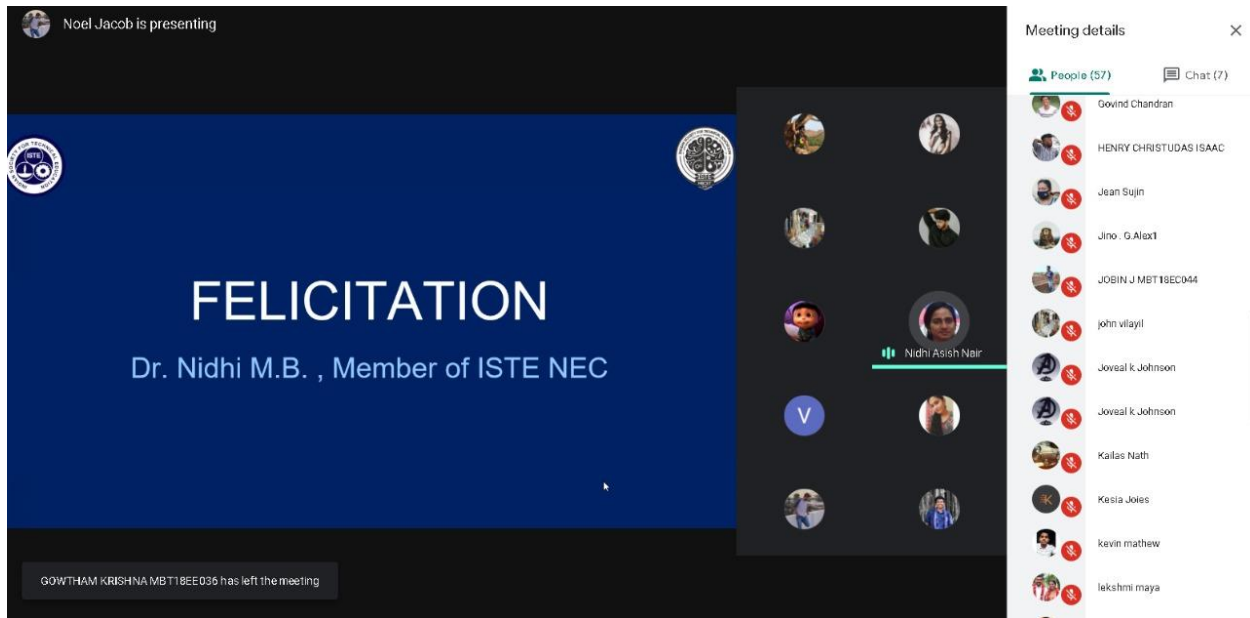 Noel Jacob is presenting
FELICITATION
Dr. Nidhi M.B. , Member of ISTE NEC
ISTE
V
Nidhi Asish Nair
GOWTHAM KRISHNA MBT18EE036 has left the meeting
Meeting details
People (57)
Chat (7)
Govind Chandran
HENRY CHRISTUDAS ISAAC
Jean Sujin
Jino . G.Alex1
JOBIN J MBT18EC044
john vilayil
Joveal k Johnson
Joveal k Johnson
Kailas Nath
Kesia Joies
kevin mathew
lekshmi maya